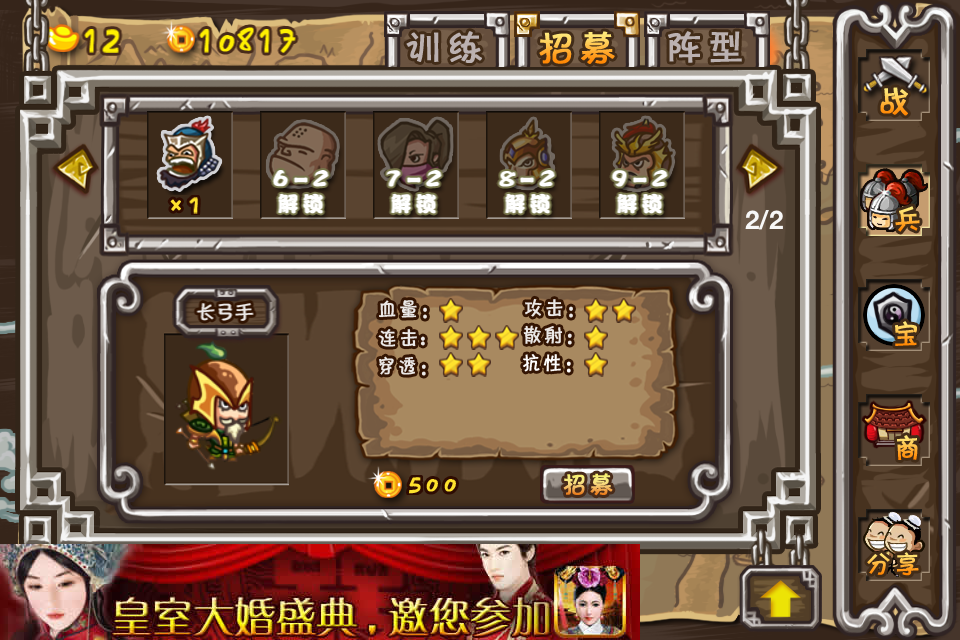 12 10817 训练 招募 阵型
战
×1 6-2 7-2 8-2 9-2
解锁 解锁 解锁 解锁
2/2
兵
长弓手
血量: 攻击:
连击: 散射:
穿透: 抗性:
宝
商
500 招募
分享
皇室大婚盛典，邀您参加